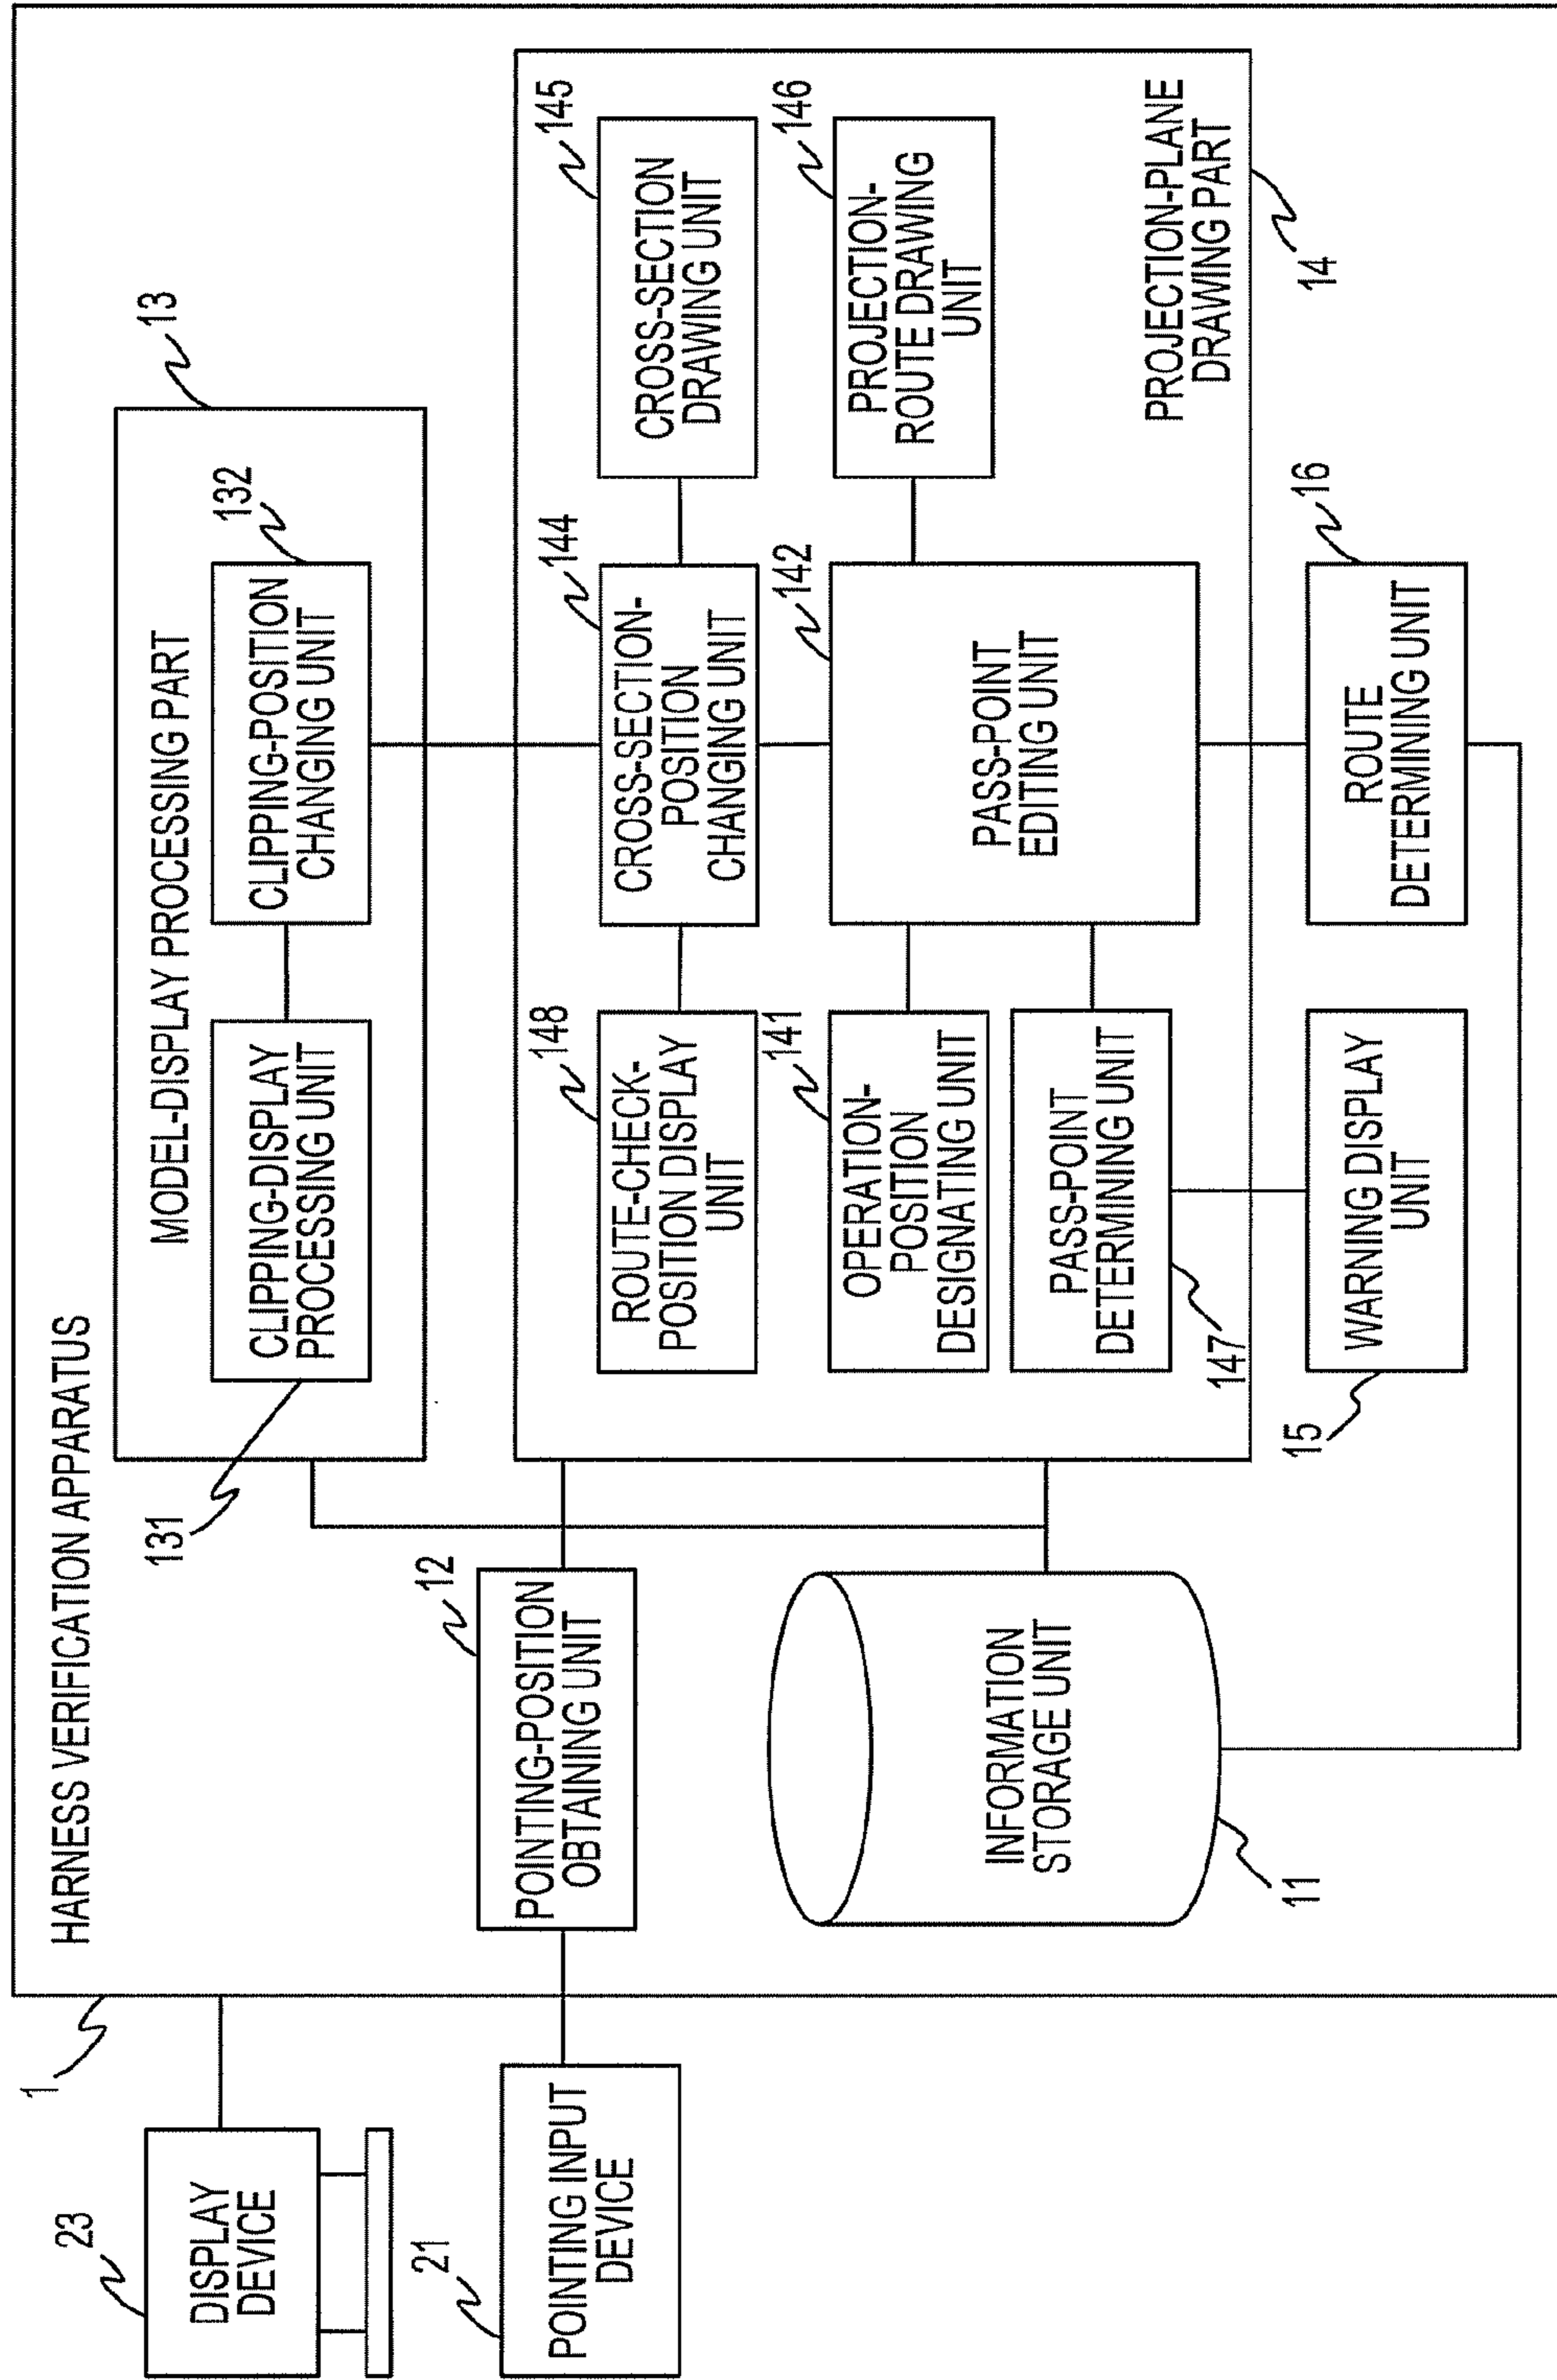 HARNESS VERIFICATION APPARATUS
1
23
DISPLAY
DEVICE
21
POINTING INPUT
DEVICE
12
POINTING-POSITION
OBTAINING UNIT
INFORMATION
STORAGE UNIT
11
MODEL-DISPLAY PROCESSING PART
13
131
CLIPPING-DISPLAY
PROCESSING UNIT
132
CLIPPING-POSITION
CHANGING UNIT
148
ROUTE-CHECK-
POSITION DISPLAY
UNIT
144
CROSS-SECTION-
POSITION
CHANGING UNIT
145
CROSS-SECTION
DRAWING UNIT
141
OPERATION-
POSITION
DESIGNATING UNIT
142
PASS-POINT
EDITING UNIT
146
PROJECTION-
ROUTE DRAWING
UNIT
PASS-POINT
DETERMINING UNIT
147
PROJECTION-PLANE
DRAWING PART
14
15
WARNING DISPLAY
UNIT
16
ROUTE
DETERMINING UNIT